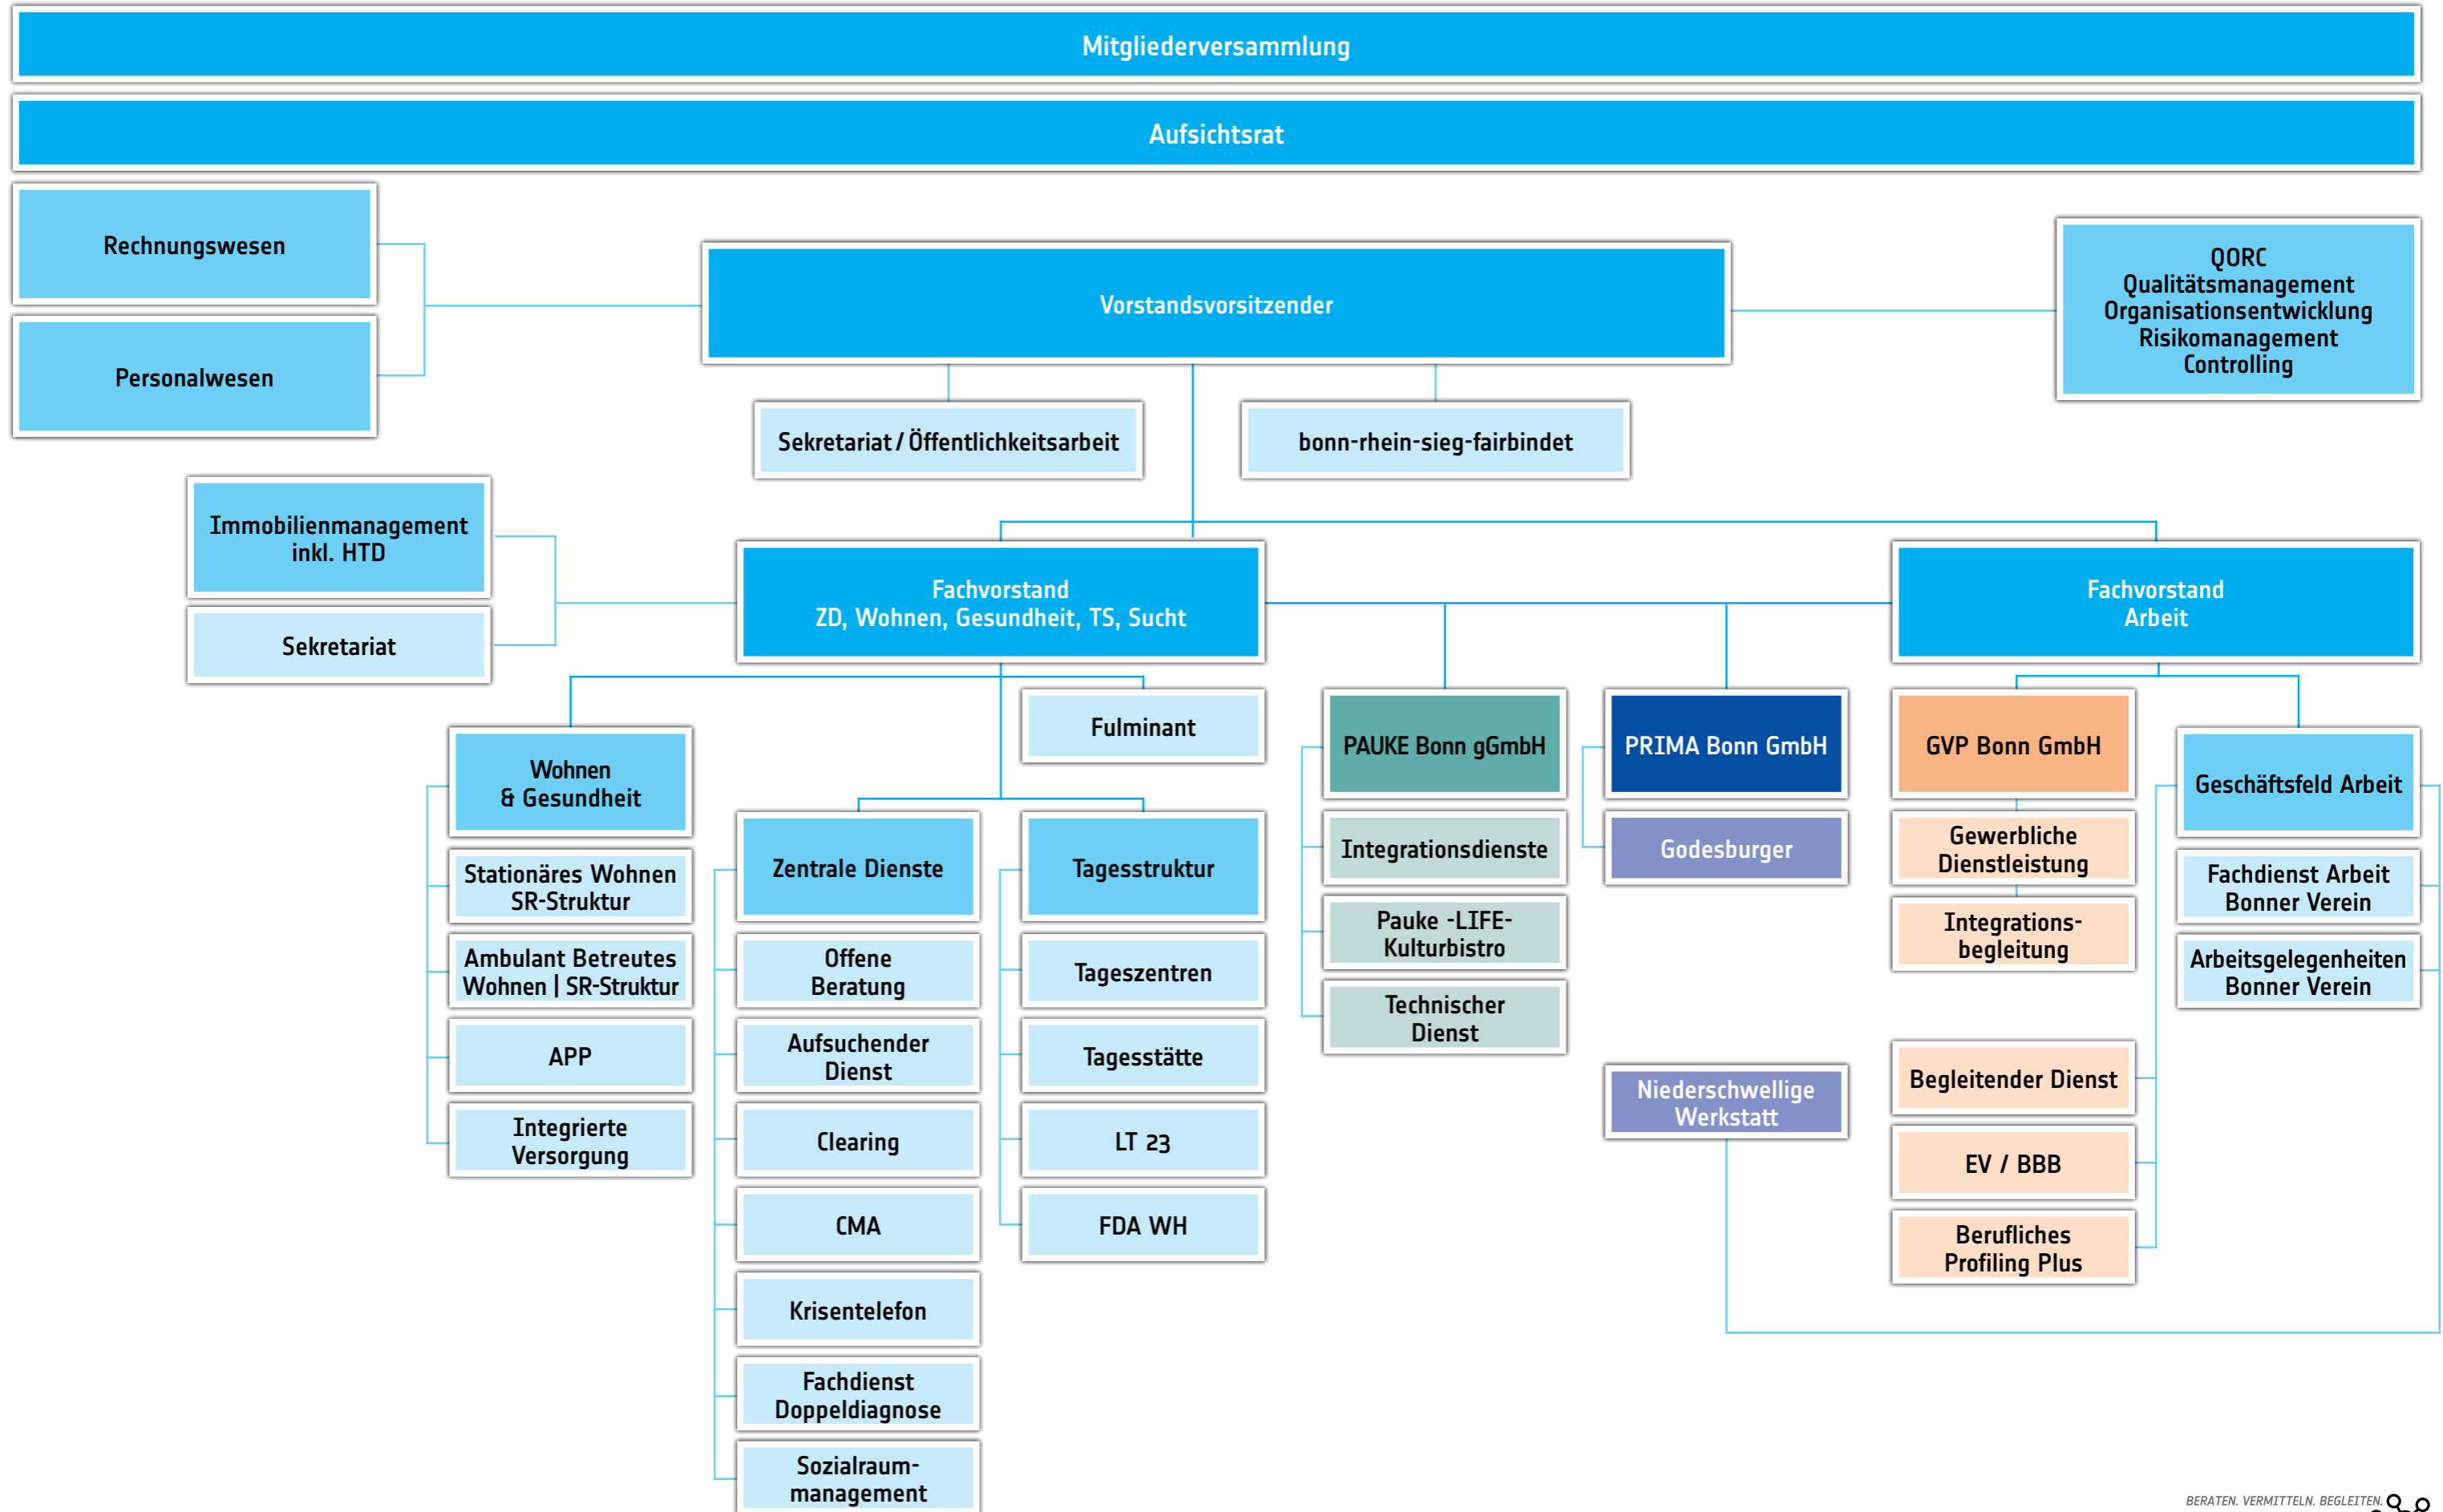 Mitgliederversammlung
Aufsichtsrat
Rechnungswesen
Personalwesen
Vorstandsvorsitzender
QORC
Qualitätsmanagement
Organisationsentwicklung
Risikomanagement
Controlling
Sekretariat / Öffentlichkeitsarbeit
bonn-rhein-sieg-fairbindet
Immobilienmanagement
inkl. HTD
Sekretariat
Fachvorstand
ZD, Wohnen, Gesundheit, TS, Sucht
Fachvorstand
Arbeit
Wohnen
& Gesundheit
Stationäres Wohnen
SR-Struktur
Ambulant Betreutes
Wohnen | SR-Struktur
APP
Integrierte
Versorgung
Zentrale Dienste
Offene
Beratung
Aufsuchender
Dienst
Clearing
CMA
Krisentelefon
Fachdienst
Doppeldiagnose
Sozialraum-
management
Fulminant
Tagesstruktur
Tageszentren
Tagesstätte
LT 23
FDA WH
PAUKE Bonn gGmbH
Integrationsdienste
Pauke -LIFE-
Kulturbistro
Technischer
Dienst
PRIMA Bonn GmbH
Godesburger
Niederschwellige
Werkstatt
GVP Bonn GmbH
Gewerbliche
Dienstleistung
Integrations-
begleitung
Begleitender Dienst
EV / BBB
Berufliches
Profiling Plus
Geschäftsfeld Arbeit
Fachdienst Arbeit
Bonner Verein
Arbeitsgelegenheiten
Bonner Verein
BERATEN. VERMITTELN. BEGLEITEN.